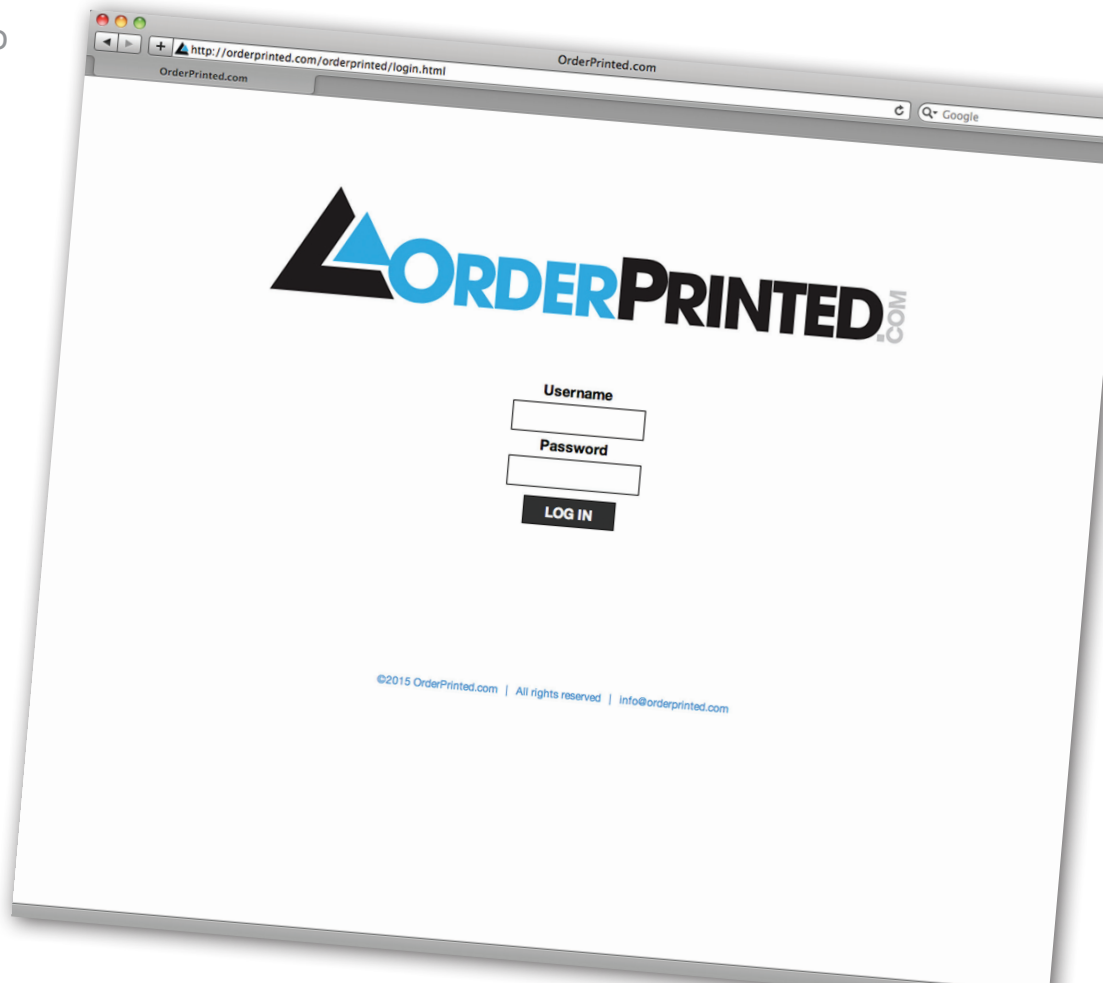 OrderPrinted.com
http://orderprinted.com/orderprinted/login.html
Google
OrderPrinted.com
ORDERPRINTED.COM
Username
Password
LOG IN
©2015 OrderPrinted.com | All rights reserved | info@orderprinted.com